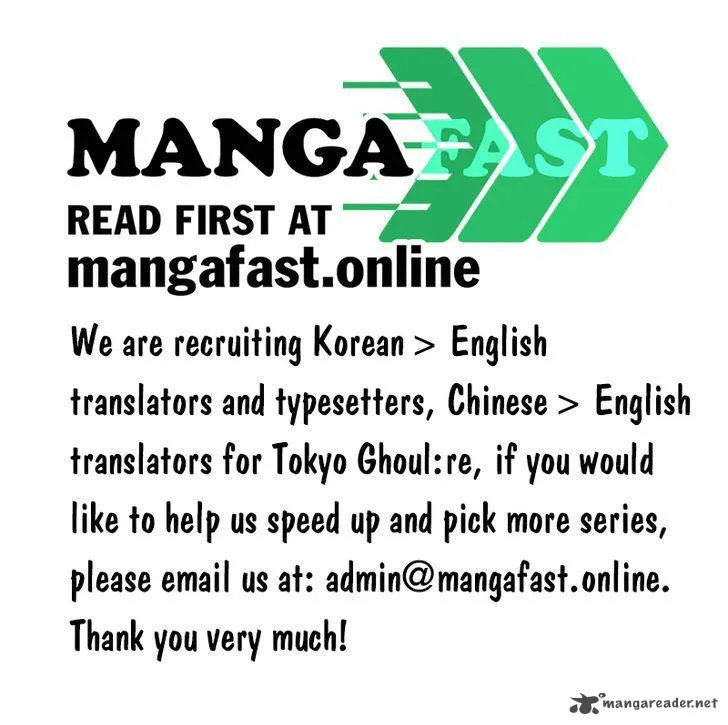 MANGAFAST
READ FIRST AT
mangafast.online
We are recruiting Korean > English
translators and typesetters, Chinese > English
translators for Tokyo Ghoul:re, if you would
like to help us speed up and pick more series,
please email us at: admin@mangafast.online.
Thank you very much!
mangareader.net